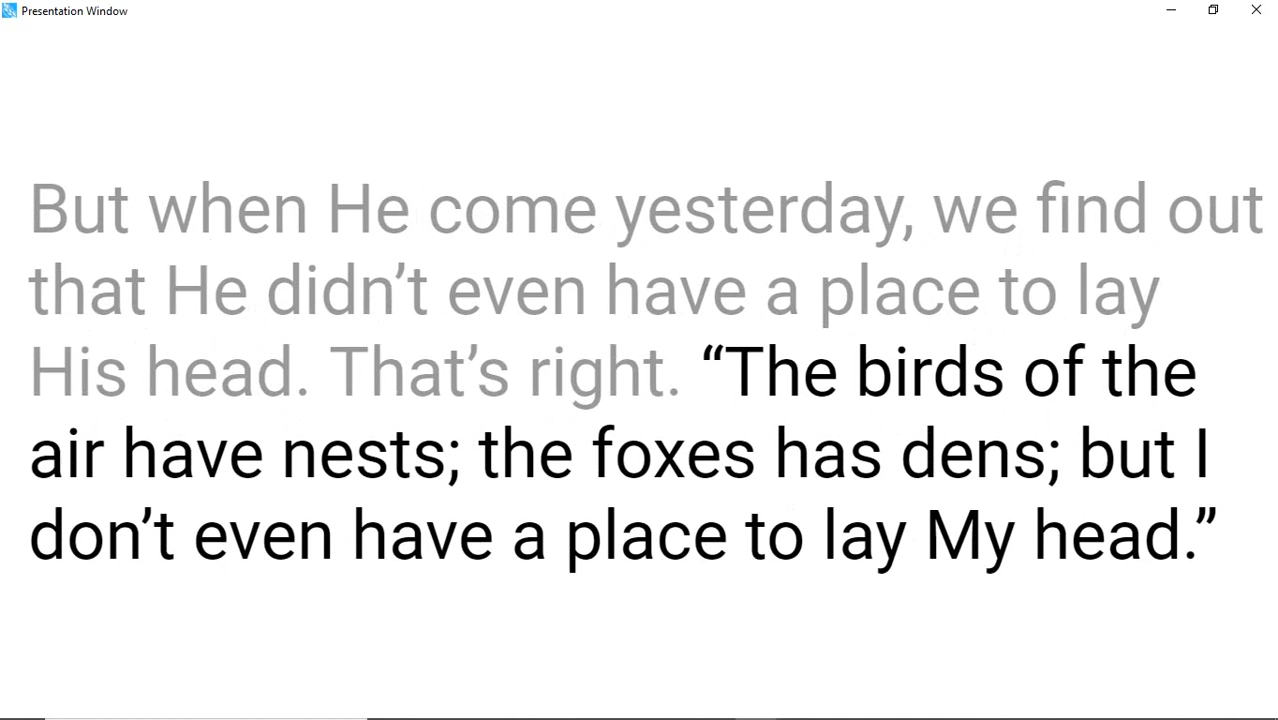 Presentation Window
But when He come yesterday, we find out
that He didn’t even have a place to lay
His head. That’s right. “The birds of the
air have nests; the foxes has dens; but I
don’t even have a place to lay My head.”